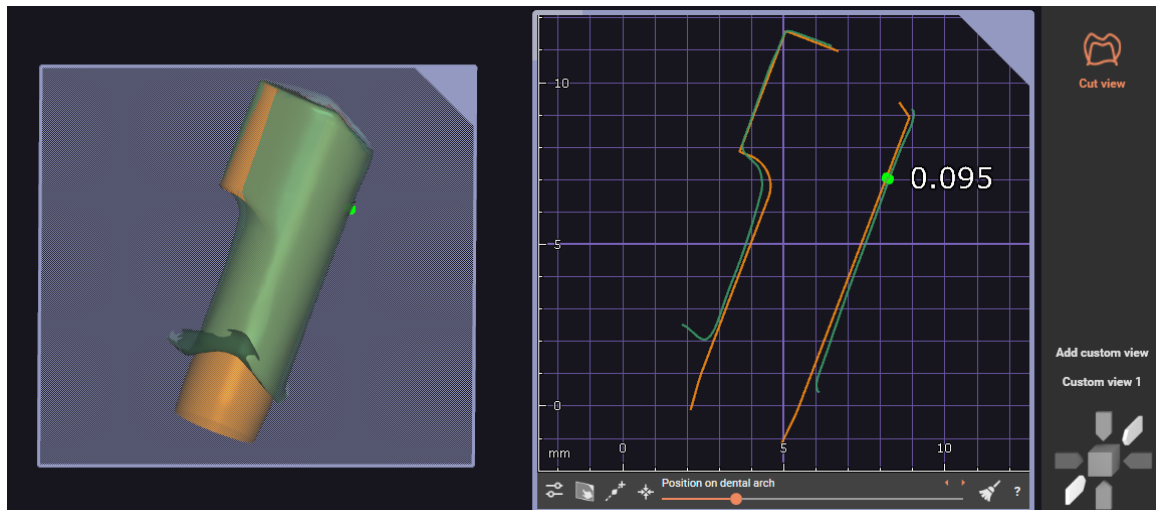 10
Cut view
0.095
5
Add custom view
Custom view 1
0
mm
0
5
10
Position on dental arch
?